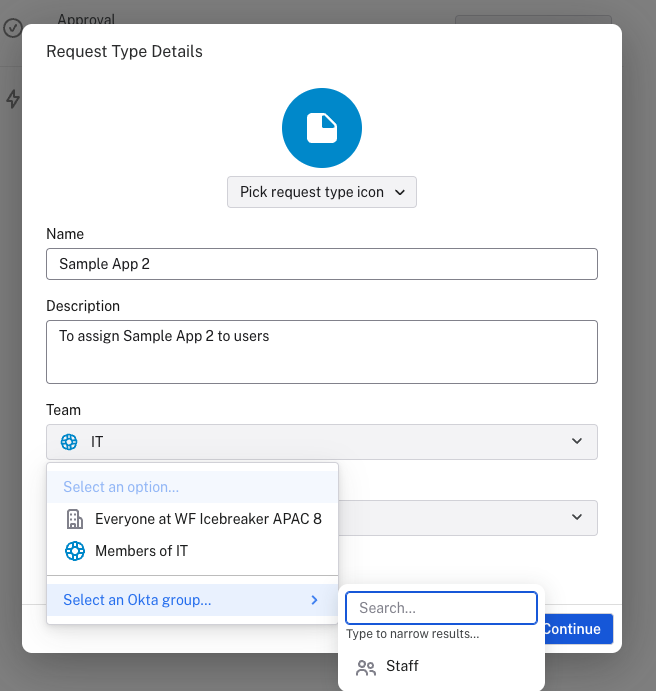 Approval
Request Type Details
Pick request type icon
Name
Sample App 2
Description
To assign Sample App 2 to users
Team
IT
Select an option...
Everyone at WF Icebreaker APAC 8
Members of IT
Select an Okta group...
Search...
Continue
Type to narrow results...
Staff